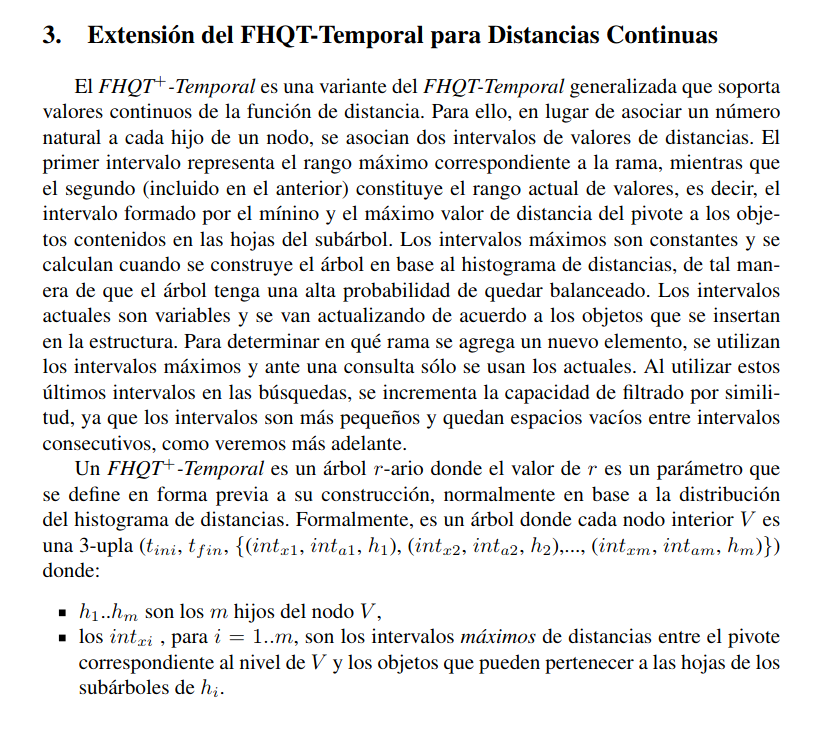 3. Extensión del FHQT-Temporal para Distancias Continuas
El FHQT⁺-Temporal es una variante del FHQT-Temporal generalizada que soporta
valores continuos de la función de distancia. Para ello, en lugar de asociar un número
natural a cada hijo de un nodo, se asocian dos intervalos de valores de distancias. El
primer intervalo representa el rango máximo correspondiente a la rama, mientras que
el segundo (incluido en el anterior) constituye el rango actual de valores, es decir, el
intervalo formado por el mínino y el máximo valor de distancia del pivote a los obje-
tos contenidos en las hojas del subárbol. Los intervalos máximos son constantes y se
calculan cuando se construye el árbol en base al histograma de distancias, de tal man-
era de que el árbol tenga una alta probabilidad de quedar balanceado. Los intervalos
actuales son variables y se van actualizando de acuerdo a los objetos que se insertan
en la estructura. Para determinar en qué rama se agrega un nuevo elemento, se utilizan
los intervalos máximos y ante una consulta sólo se usan los actuales. Al utilizar estos
últimos intervalos en las búsquedas, se incrementa la capacidad de filtrado por simili-
tud, ya que los intervalos son más pequeños y quedan espacios vacíos entre intervalos
consecutivos, como veremos más adelante.
Un FHQT⁺-Temporal es un árbol r-ario donde el valor de r es un parámetro que
se define en forma previa a su construcción, normalmente en base a la distribución
del histograma de distancias. Formalmente, es un árbol donde cada nodo interior V es
una 3-upla (t_{ini}, t_{fin}, {(int_{x1}, int_{a1}, h_1), (int_{x2}, int_{a2}, h_2),..., (int_{xm}, int_{am}, h_m)})
donde:
▪ h_1..h_m son los m hijos del nodo V,
▪ los int_{xi} , para i = 1..m, son los intervalos máximos de distancias entre el pivote
correspondiente al nivel de V y los objetos que pueden pertenecer a las hojas de los
subárboles de h_i.